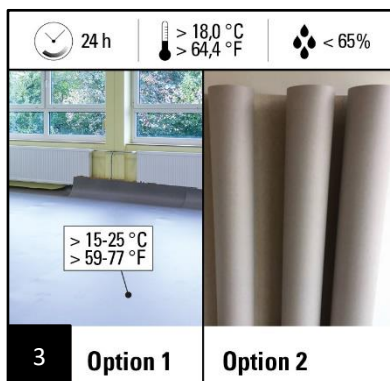 24 h
> 18,0 °C
> 64,4 °F
< 65%
> 15-25 °C
> 59-77 °F
3
Option 1
Option 2